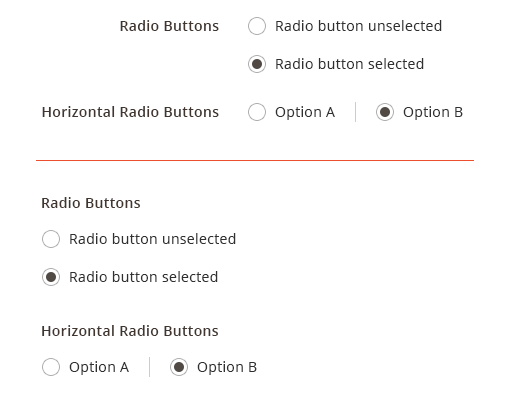 Radio Buttons Radio button unselected
Radio button selected
Horizontal Radio Buttons Option A Option B
Radio Buttons
Radio button unselected
Radio button selected
Horizontal Radio Buttons
Option A Option B